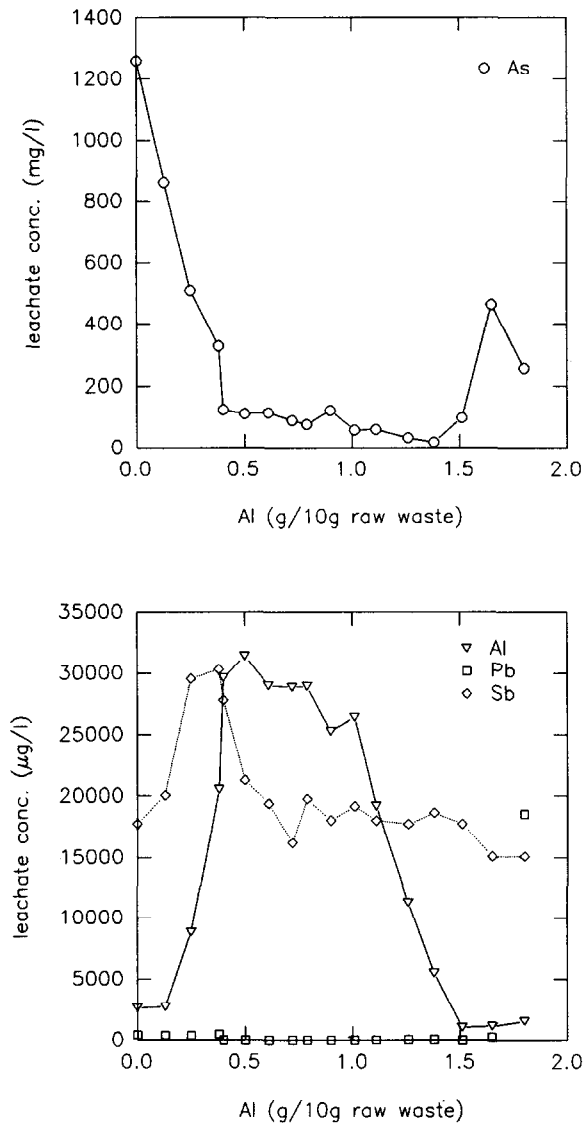 1400
1200
1000
800
600
400
200
0
leachate conc. (mg/l)
As
0.0 0.5 1.0 1.5 2.0
Al (g/10g raw waste)
35000
30000
25000
20000
15000
10000
5000
0
leachate conc. (µg/l)
Al
Pb
Sb
0.0 0.5 1.0 1.5 2.0
Al (g/10g raw waste)